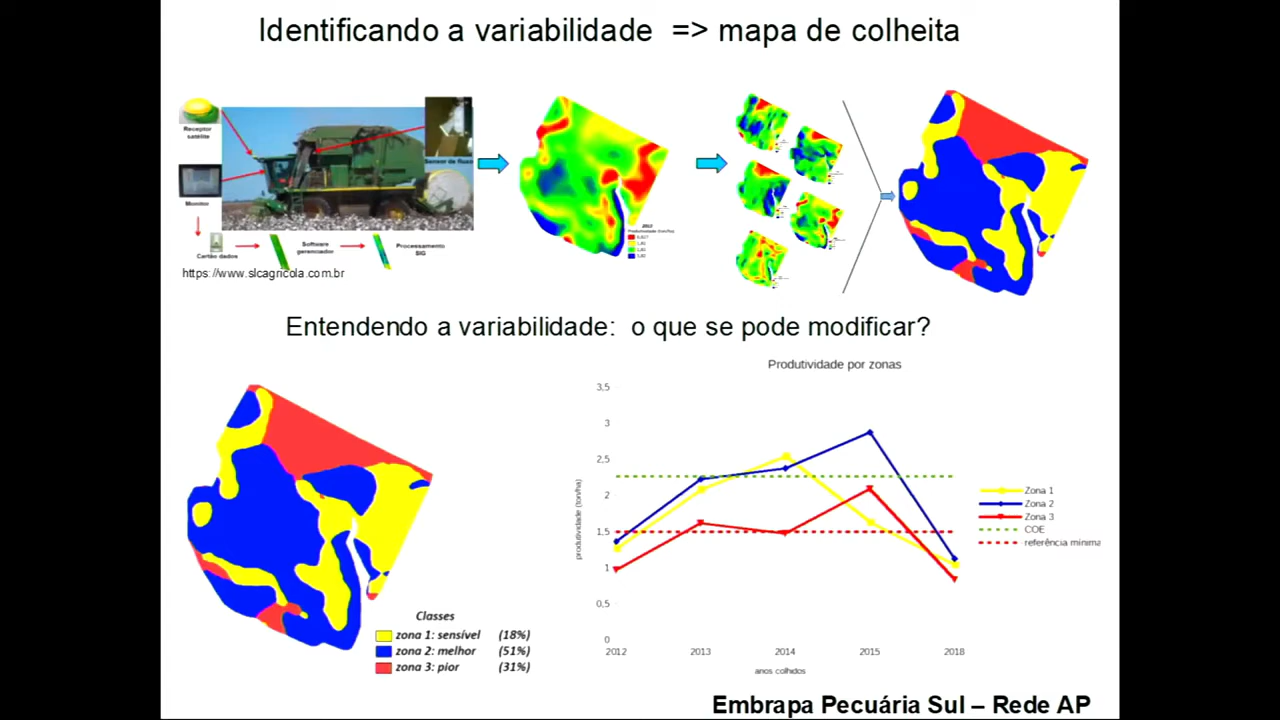 Identificando a variabilidade => mapa de colheita
Receptor
satélite
Sensor de fluxo
Monitor
Cartão dados
Software
gerenciador
Processamento
SIG
https://www.slcagricola.com.br
2013
Produtividade (ton/ha)
Entendendo a variabilidade: o que se pode modificar?
Produtividade por zonas
3,5
3
2,5
2
1,5
1
0,5
0
produtividade (ton/ha)
2012 2013 2014 2015 2018
anos colhidos
Zona 1
Zona 2
Zona 3
COE
referência mínima
Classes
zona 1: sensível (18%)
zona 2: melhor (51%)
zona 3: pior (31%)
Embrapa Pecuária Sul – Rede AP